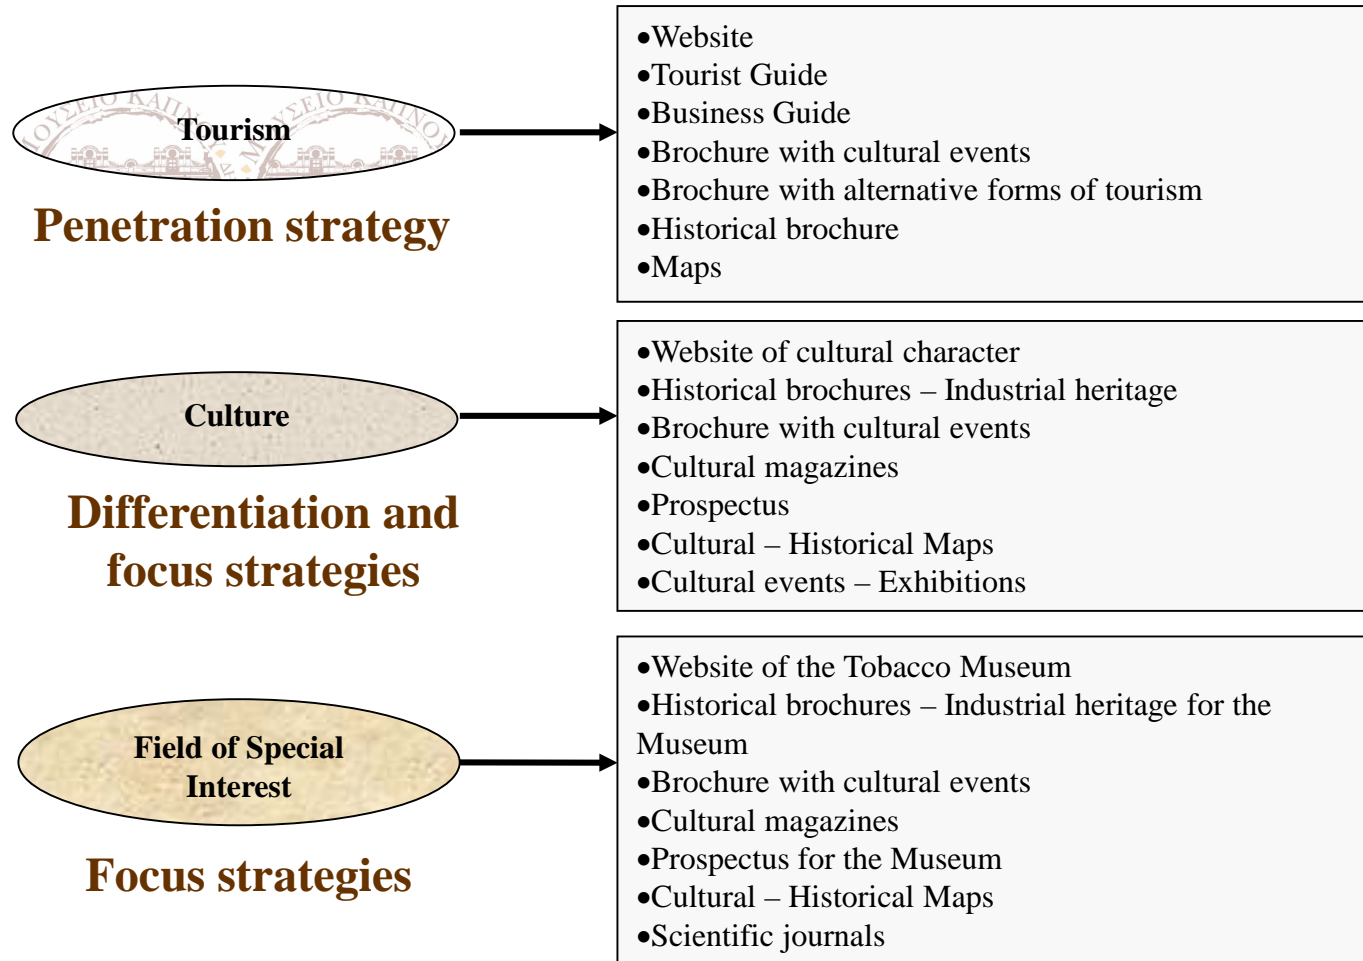 ΜΟΥΣΕΙΟ ΚΑΠΝΟΥ
ΜΟΥΣΕΙΟ ΚΑΠΝΟΥ
Tourism
Penetration strategy
•Website
•Tourist Guide
•Business Guide
•Brochure with cultural events
•Brochure with alternative forms of tourism
•Historical brochure
•Maps
Culture
Differentiation and
focus strategies
•Website of cultural character
•Historical brochures – Industrial heritage
•Brochure with cultural events
•Cultural magazines
•Prospectus
•Cultural – Historical Maps
•Cultural events – Exhibitions
Field of Special
Interest
Focus strategies
•Website of the Tobacco Museum
•Historical brochures – Industrial heritage for the
Museum
•Brochure with cultural events
•Cultural magazines
•Prospectus for the Museum
•Cultural – Historical Maps
•Scientific journals